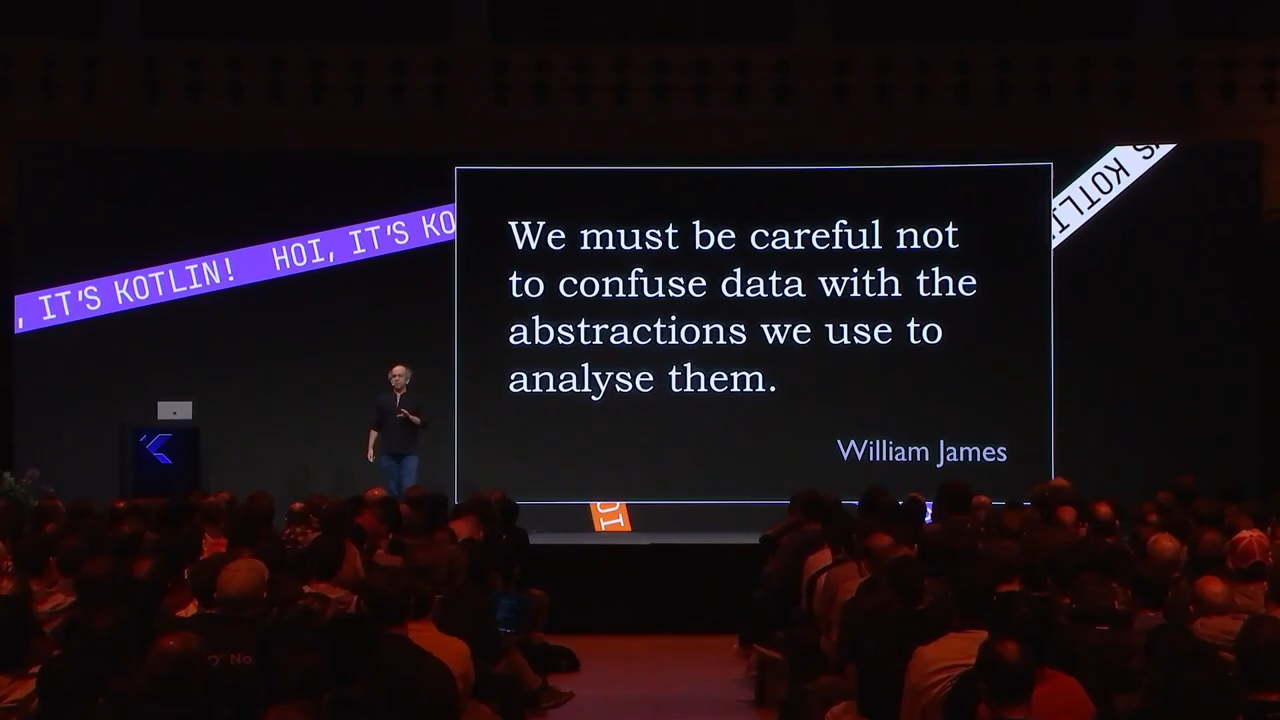 , IT'S KOTLIN! HOI, IT'S KO
We must be careful not
to confuse data with the
abstractions we use to
analyse them.
William James
'S KOTLI
OI